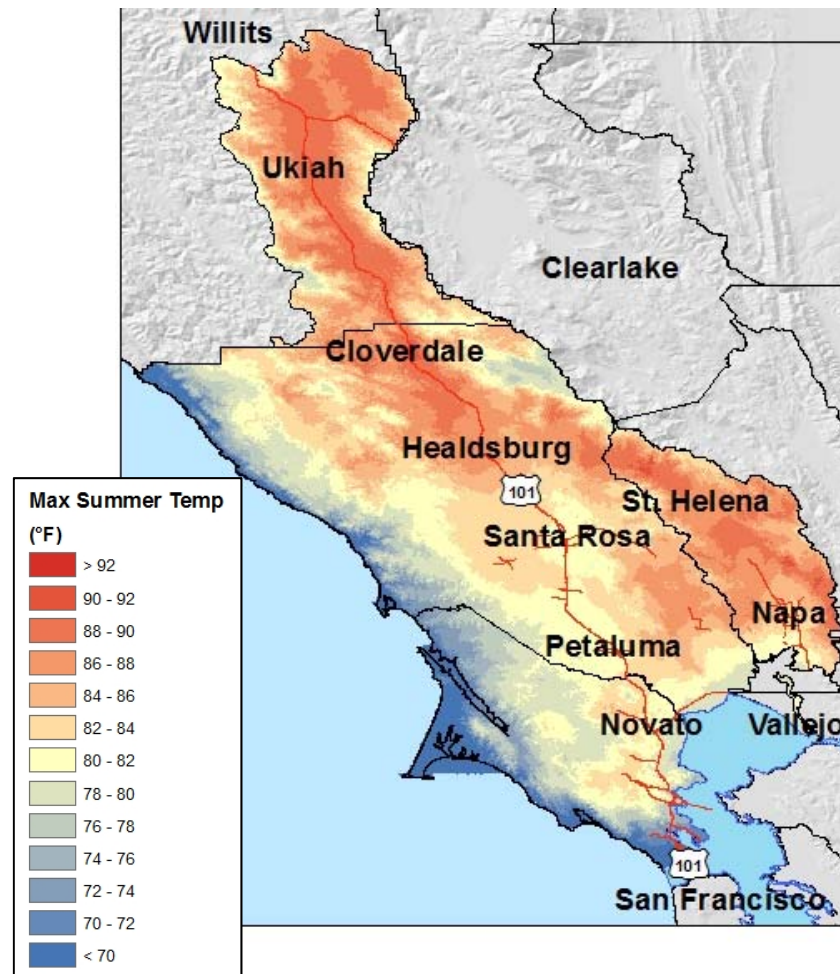 Willits
Ukiah
Clearlake
Cloverdale
Healdsburg
101
St. Helena
Santa Rosa
Napa
Petaluma
Novato
Vallejo
101
San Francisco
Max Summer Temp
(°F)
> 92
90 - 92
88 - 90
86 - 88
84 - 86
82 - 84
80 - 82
78 - 80
76 - 78
74 - 76
72 - 74
70 - 72
< 70